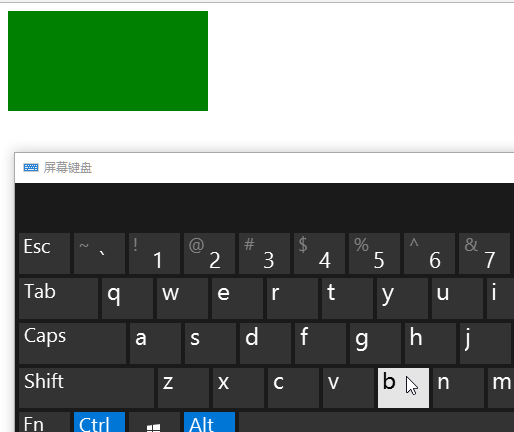 屏幕键盘
Esc ~ ` ! 1 @ 2 # 3 $ 4 % 5 ^ 6 & 7
Tab q w e r t y u i
Caps a s d f g h j
Shift z x c v b n m
Fn Ctrl Alt